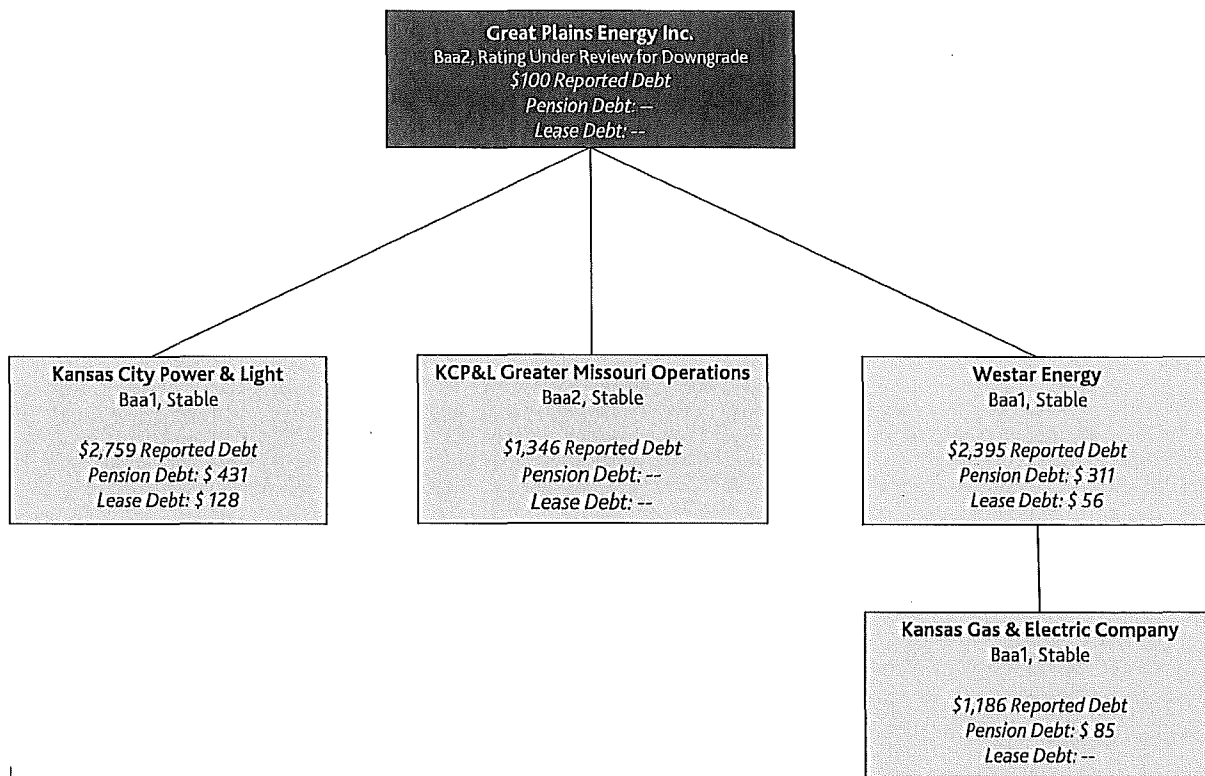 Great Plains Energy Inc.
Baa2, Rating Under Review for Downgrade
$100 Reported Debt
Pension Debt: --
Lease Debt: --
Kansas City Power & Light
Baa1, Stable
$2,759 Reported Debt
Pension Debt: $ 431
Lease Debt: $ 128
KCP&L Greater Missouri Operations
Baa2, Stable
$1,346 Reported Debt
Pension Debt: --
Lease Debt: --
Westar Energy
Baa1, Stable
$2,395 Reported Debt
Pension Debt: $ 311
Lease Debt: $ 56
Kansas Gas & Electric Company
Baa1, Stable
$1,186 Reported Debt
Pension Debt: $ 85
Lease Debt: --